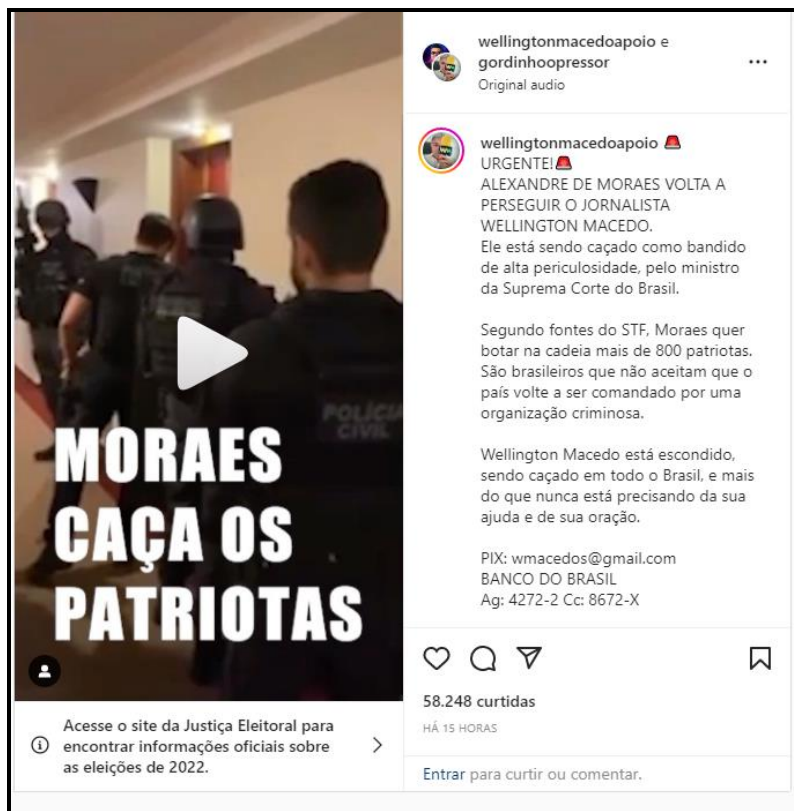 POLÍCIA
CIVIL
MORAES
CAÇA OS
PATRIOTAS
Acesse o site da Justiça Eleitoral para
encontrar informações oficiais sobre
as eleições de 2022.
wellingtonmacedoapoio e
gordinhoopressor
Original audio
wellingtonmacedoapoio 🚨
URGENTE!🚨
ALEXANDRE DE MORAES VOLTA A
PERSEGUIR O JORNALISTA
WELLINGTON MACEDO.
Ele está sendo caçado como bandido
de alta periculosidade, pelo ministro
da Suprema Corte do Brasil.
Segundo fontes do STF, Moraes quer
botar na cadeia mais de 800 patriotas.
São brasileiros que não aceitam que o
país volte a ser comandado por uma
organização criminosa.
Wellington Macedo está escondido,
sendo caçado em todo o Brasil, e mais
do que nunca está precisando da sua
ajuda e de sua oração.
PIX: wmacedos@gmail.com
BANCO DO BRASIL
Ag: 4272-2 Cc: 8672-X
58.248 curtidas
HÁ 15 HORAS
Entrar para curtir ou comentar.